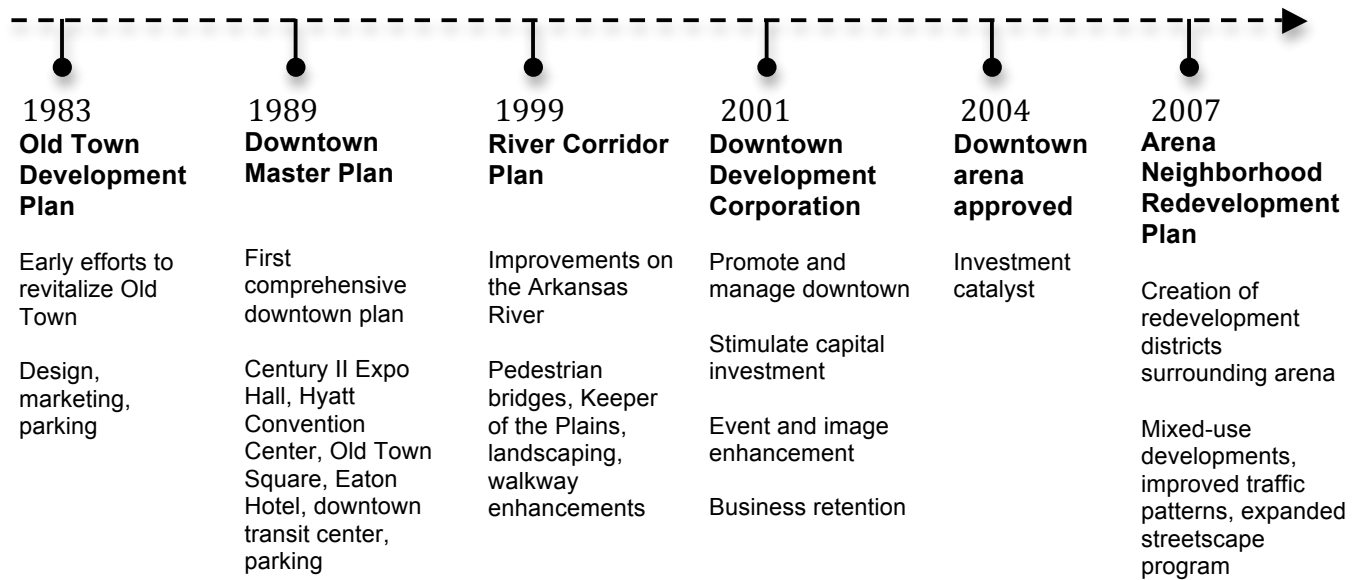 1983
Old Town
Development
Plan
Early efforts to
revitalize Old
Town
Design,
marketing,
parking
1989
Downtown
Master Plan
First
comprehensive
downtown plan
Century II Expo
Hall, Hyatt
Convention
Center, Old Town
Square, Eaton
Hotel, downtown
transit center,
parking
1999
River Corridor
Plan
Improvements on
the Arkansas
River
Pedestrian
bridges, Keeper
of the Plains,
landscaping,
walkway
enhancements
2001
Downtown
Development
Corporation
Promote and
manage downtown
Stimulate capital
investment
Event and image
enhancement
Business retention
2004
Downtown
arena
approved
Investment
catalyst
2007
Arena
Neighborhood
Redevelopment
Plan
Creation of
redevelopment
districts
surrounding arena
Mixed-use
developments,
improved traffic
patterns, expanded
streetscape
program